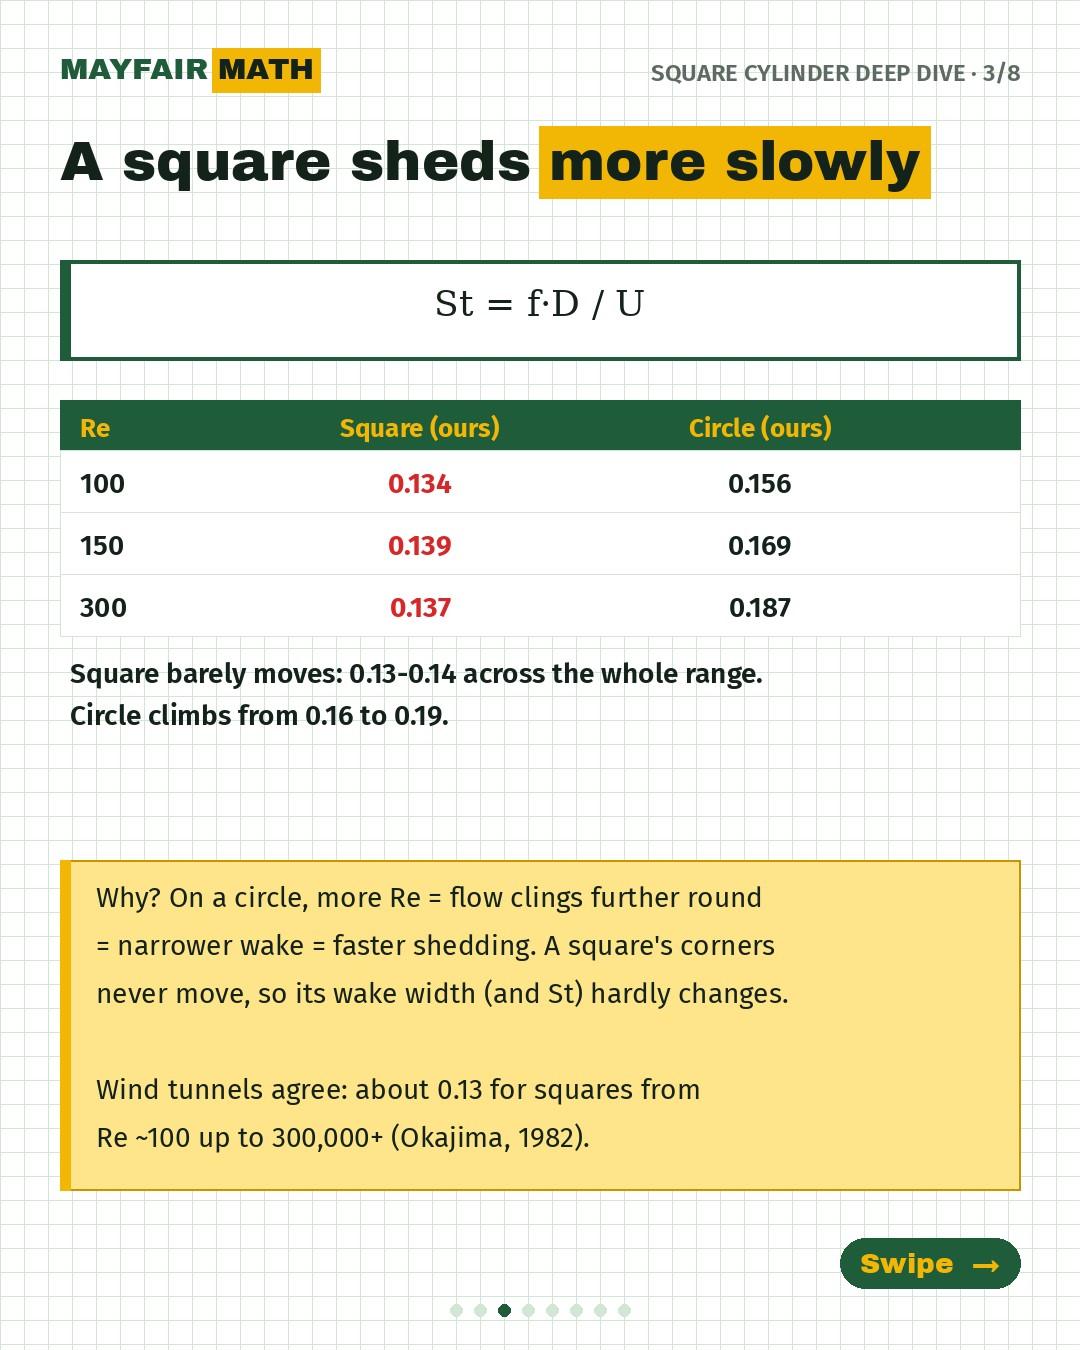 MAYFAIR MATH
SQUARE CYLINDER DEEP DIVE · 3/8
A square sheds more slowly
St = f·D / U
Re Square (ours) Circle (ours)
100 0.134 0.156
150 0.139 0.169
300 0.137 0.187
Square barely moves: 0.13-0.14 across the whole range.
Circle climbs from 0.16 to 0.19.
Why? On a circle, more Re = flow clings further round
= narrower wake = faster shedding. A square's corners
never move, so its wake width (and St) hardly changes.
Wind tunnels agree: about 0.13 for squares from
Re ~100 up to 300,000+ (Okajima, 1982).
Swipe →